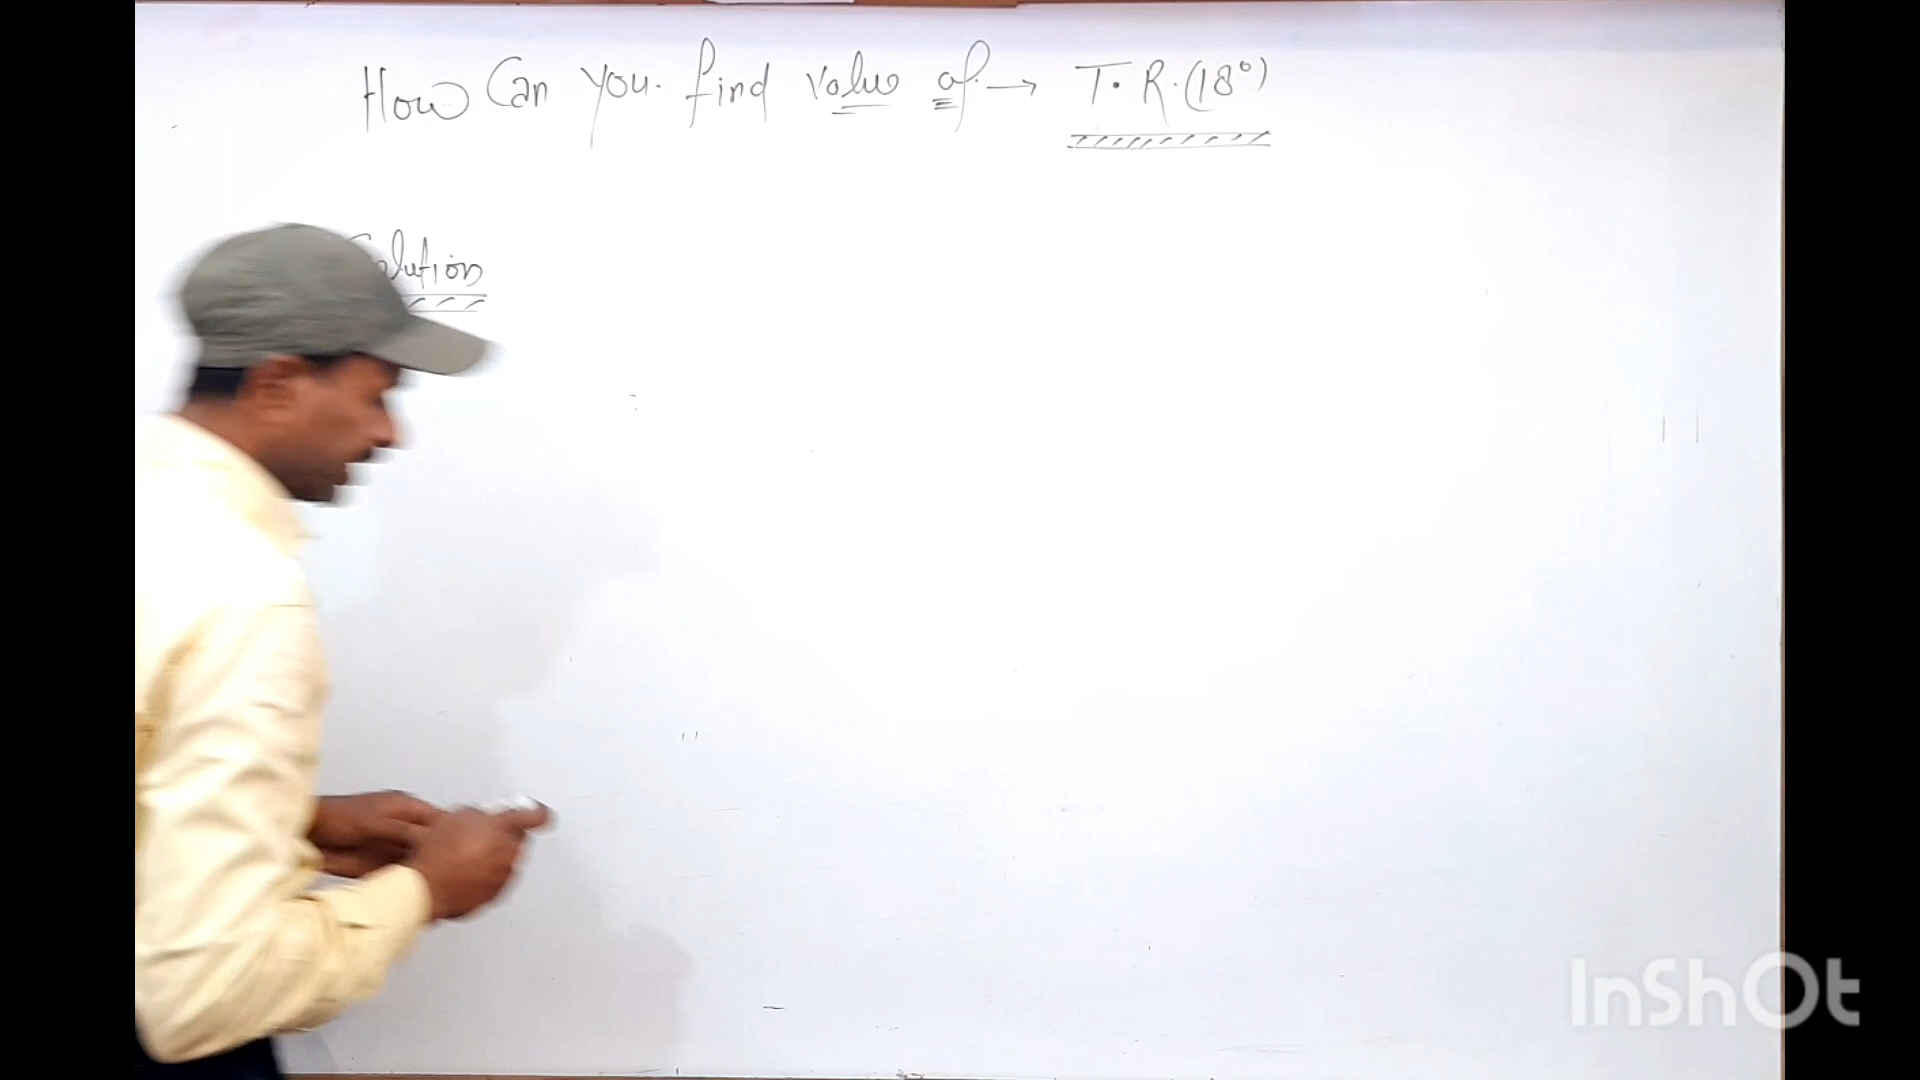 How Can you. find value of. → T. R. (18°)
Solution
InShOt